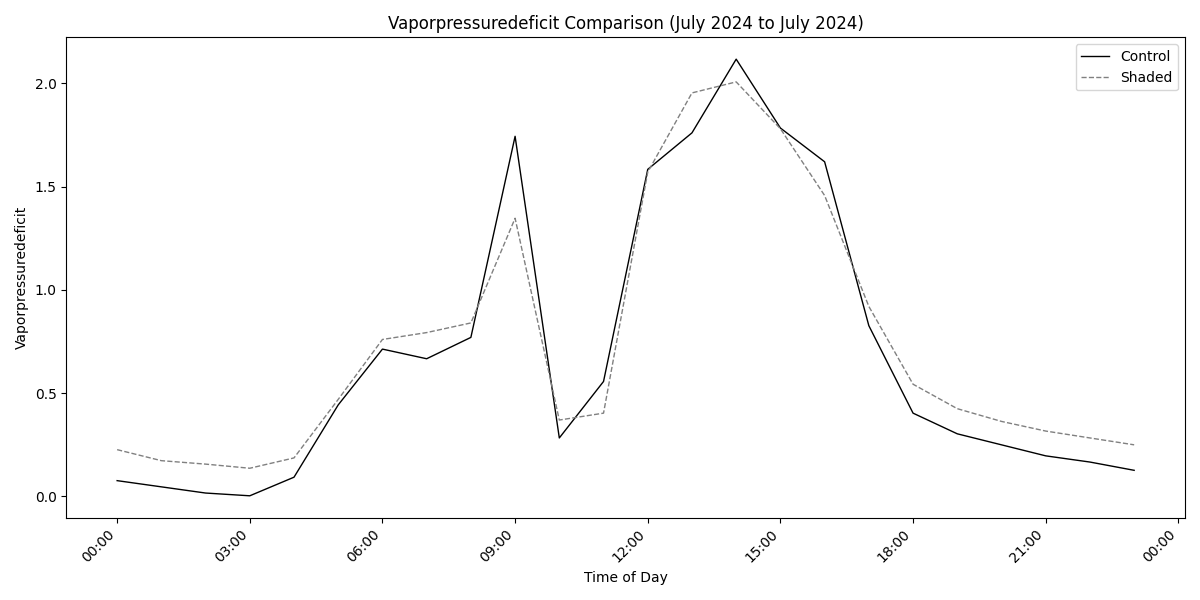 Vaporpressuredeficit Comparison (July 2024 to July 2024)
Control
Shaded
Vaporpressuredeficit
2.0
1.5
1.0
0.5
0.0
00:00
03:00
06:00
09:00
12:00
15:00
18:00
21:00
00:00
Time of Day